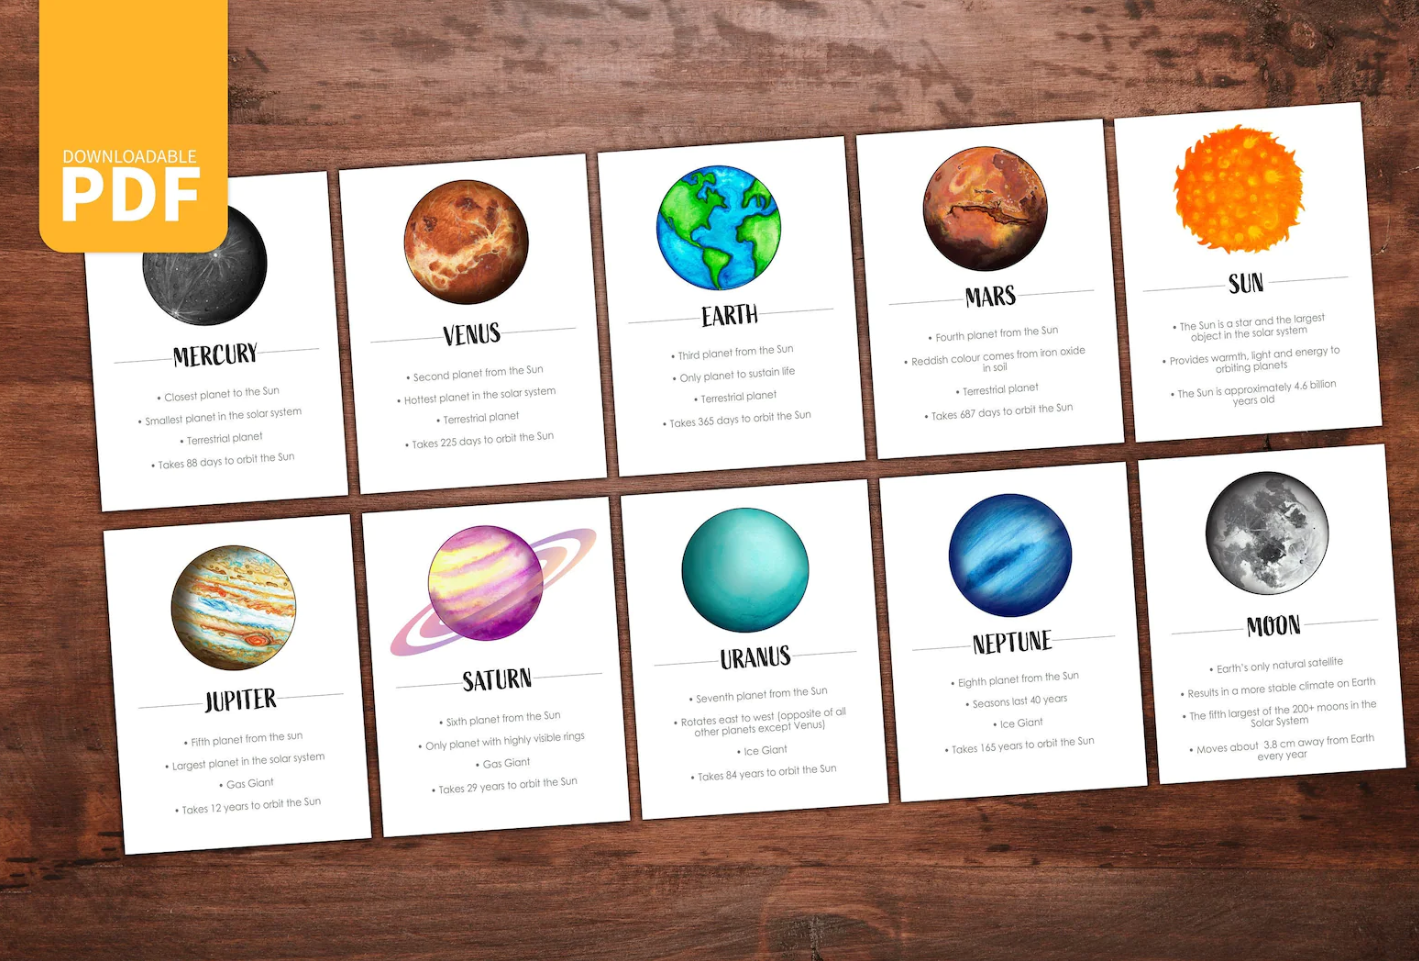 DOWNLOADABLE
PDF
MERCURY
• Closest planet to the Sun
• Smallest planet in the solar system
• Terrestrial planet
• Takes 88 days to orbit the Sun
VENUS
• Second planet from the Sun
• Hottest planet in the solar system
• Terrestrial planet
• Takes 225 days to orbit the Sun
EARTH
• Third planet from the Sun
• Only planet to sustain life
• Terrestrial planet
• Takes 365 days to orbit the Sun
MARS
• Fourth planet from the Sun
• Reddish colour comes from iron oxide
in soil
• Terrestrial planet
• Takes 687 days to orbit the Sun
SUN
• The Sun is a star and the largest
object in the solar system
• Provides warmth, light and energy to
orbiting planets
• The Sun is approximately 4.6 billion
years old
JUPITER
• Fifth planet from the sun
• Largest planet in the solar system
• Gas Giant
• Takes 12 years to orbit the Sun
SATURN
• Sixth planet from the Sun
• Only planet with highly visible rings
• Gas Giant
• Takes 29 years to orbit the Sun
URANUS
• Seventh planet from the Sun
• Rotates east to west (opposite of all
other planets except Venus)
• Ice Giant
• Takes 84 years to orbit the Sun
NEPTUNE
• Eighth planet from the Sun
• Seasons last 40 years
• Ice Giant
• Takes 165 years to orbit the Sun
MOON
• Earth's only natural satellite
• Results in a more stable climate on Earth
• The fifth largest of the 200+ moons in the
Solar System
• Moves about 3.8 cm away from Earth
every year